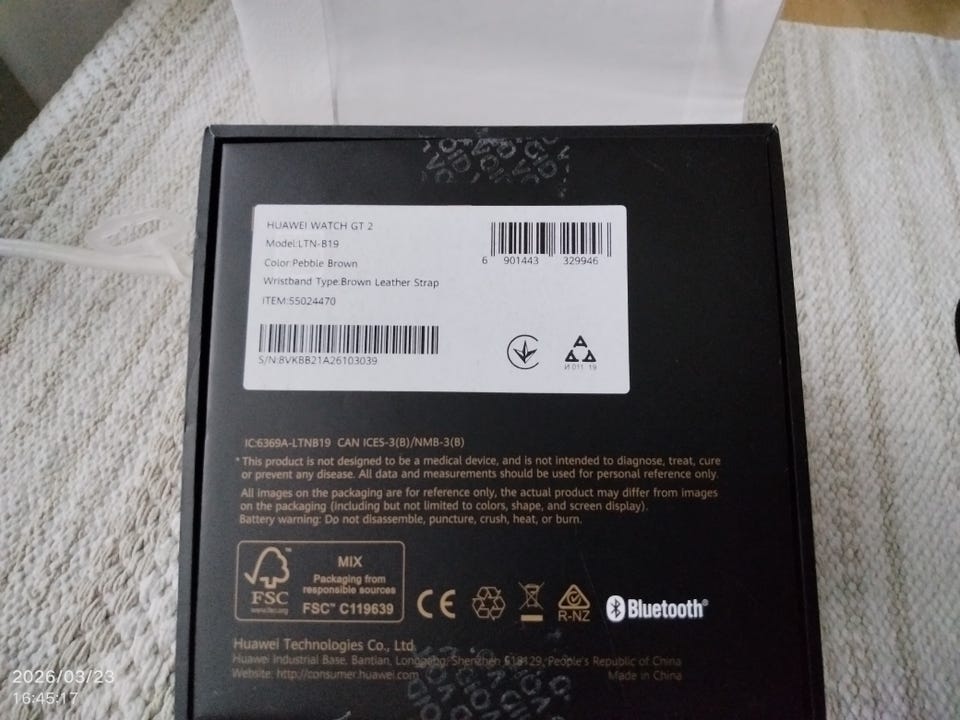 HUAWEI WATCH GT 2
Model:LTN-B19
Color:Pebble Brown
Wristband Type:Brown Leather Strap
ITEM:55024470
6 901443 329946
S/N:8VKBB21A26103039
И 011 19
IC:6369A-LTNB19 CAN ICES-3(B)/NMB-3(B)
*This product is not designed to be a medical device, and is not intended to diagnose, treat, cure
or prevent any disease. All data and measurements should be used for personal reference only.
All images on the packaging are for reference only, the actual product may differ from images
on the packaging (including but not limited to colors, shape, and screen display).
Battery warning: Do not disassemble, puncture, crush, heat, or burn.
FSC™
www.fsc.org
MIX
Packaging from
responsible sources
FSC™ C119639
CE
R-NZ
Bluetooth®
Huawei Technologies Co., Ltd.
Huawei Industrial Base, Bantian, Longgang, Shenzhen 518129, People's Republic of China
Website: http://consumer.huawei.com
Made in China
VOID
2026/03/23
16:45:17